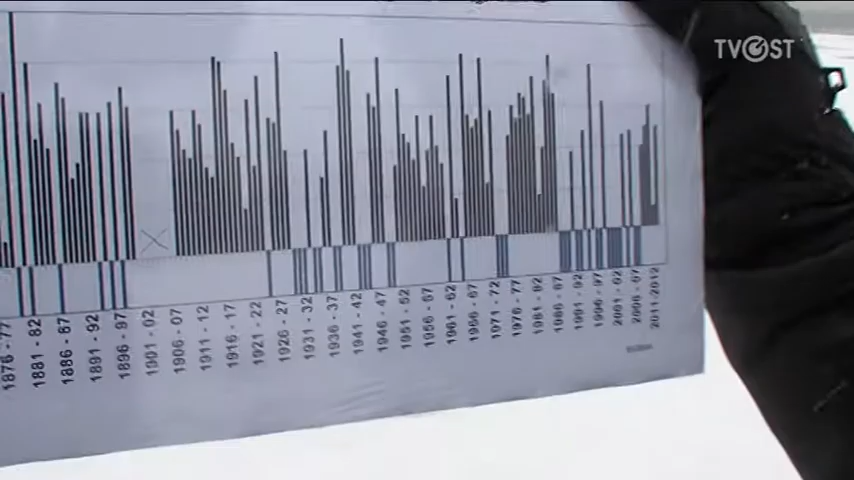 TVOST
1876 - 77
1881 - 82
1886 - 87
1891 - 92
1896 - 97
1901 - 02
1906 - 07
1911 - 12
1916 - 17
1921 - 22
1926 - 27
1931 - 32
1936 - 37
1941 - 42
1946 - 47
1951 - 52
1956 - 57
1961 - 62
1966 - 67
1971 - 72
1976 - 77
1981 - 82
1986 - 87
1991 - 92
1996 - 97
2001 - 02
2006 - 07
2011-2012